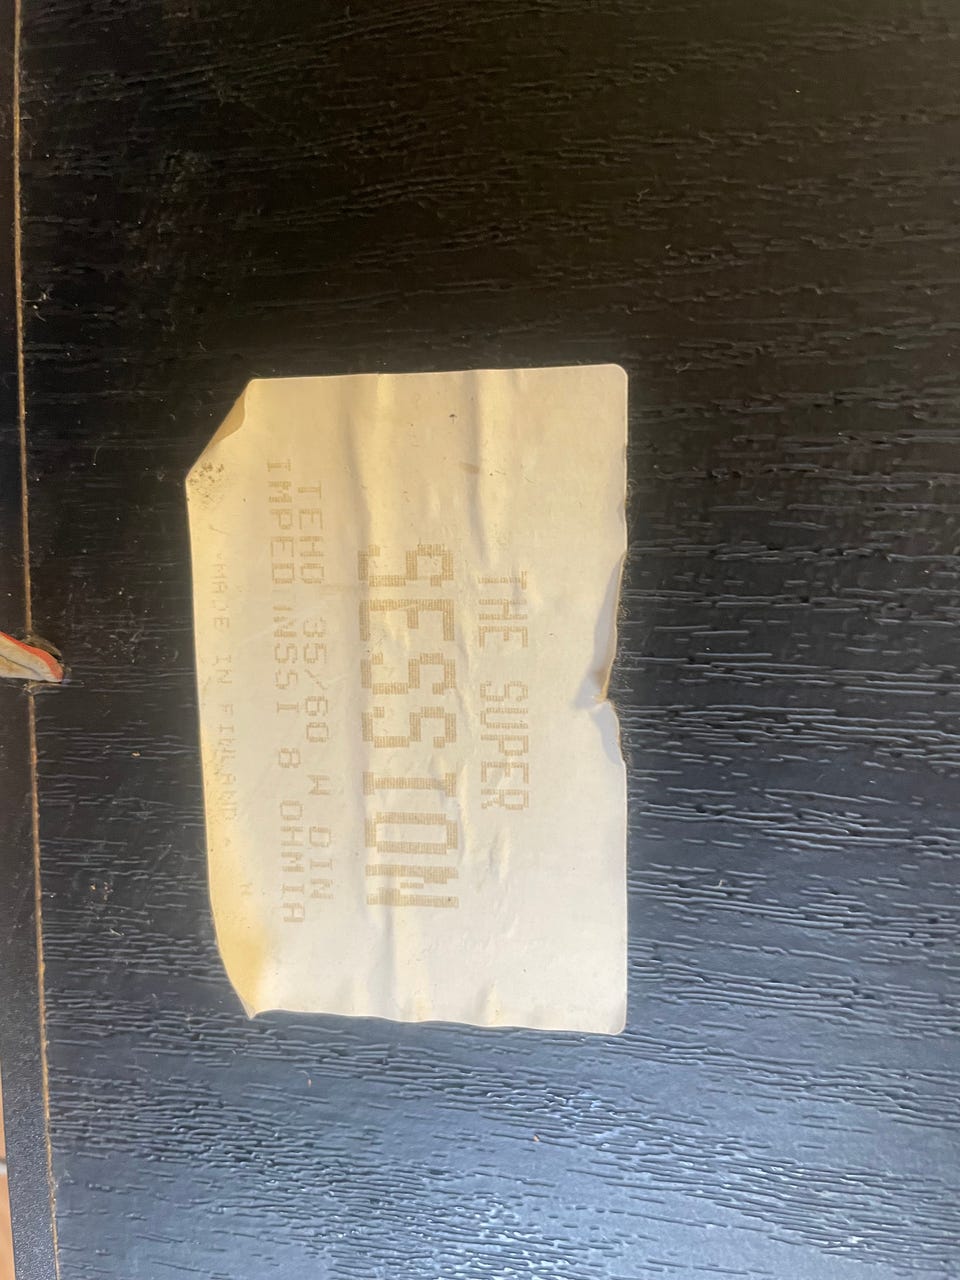 THE SUPER
SESSION
TEHO 35/60 W DIN
IMPEDANSSI 8 OHMIA
MADE IN FINLAND